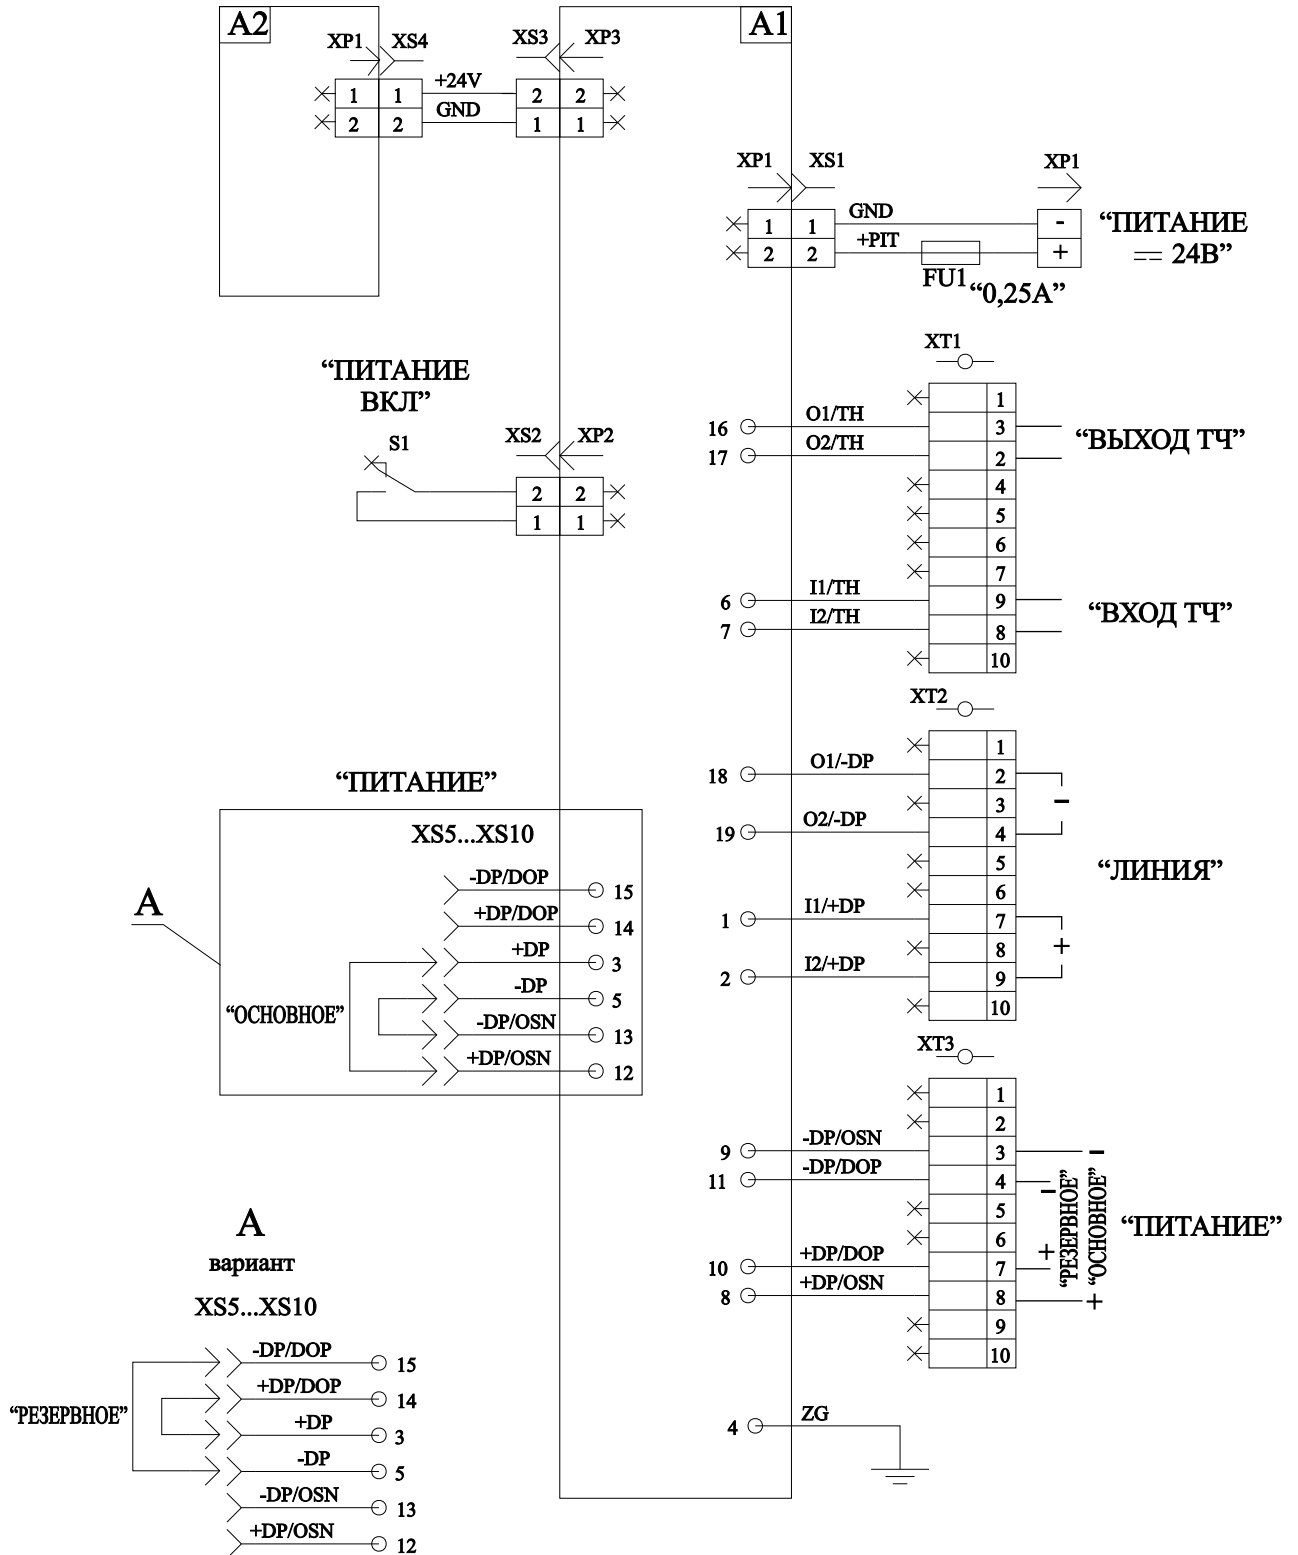 A2
A1
XP1 XS4
XS3 XP3
1 1 +24V 2 2
2 2 GND 1 1
XP1 XS1
XP1
1 1 GND -
2 2 +PIT +
FU1
“0,25А”
“ПИТАНИЕ
== 24В”
“ПИТАНИЕ
ВКЛ”
S1
XS2 XP2
2 2
1 1
XT1
1
16 O1/TH 3
17 O2/TH 2
“ВЫХОД ТЧ”
4
5
6
7
6 I1/TH 9
7 I2/TH 8
“ВХОД ТЧ”
10
XT2
1
18 O1/-DP 2
-
3
19 O2/-DP 4
5
“ЛИНИЯ”
6
1 I1/+DP 7
+
8
2 I2/+DP 9
10
“ПИТАНИЕ”
XS5...XS10
А
-DP/DOP 15
+DP/DOP 14
+DP 3
-DP 5
“ОСНОВНОЕ”
-DP/OSN 13
+DP/OSN 12
XT3
1
2
9 -DP/OSN 3 -
11 -DP/DOP 4 -
5
6
10 +DP/DOP 7 +
8 +DP/OSN 8 +
9
10
“РЕЗЕРВНОЕ”
“ОСНОВНОЕ”
“ПИТАНИЕ”
4 ZG
А
вариант
XS5...XS10
-DP/DOP 15
+DP/DOP 14
“РЕЗЕРВНОЕ”
+DP 3
-DP 5
-DP/OSN 13
+DP/OSN 12